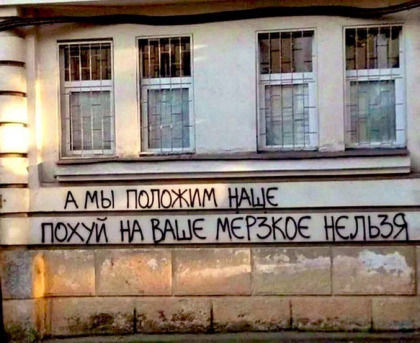 А МЫ ПОЛОЖИМ НАШЕ
ПОХУЙ НА ВАШЕ МЕРЗКОЕ НЕЛЬЗЯ